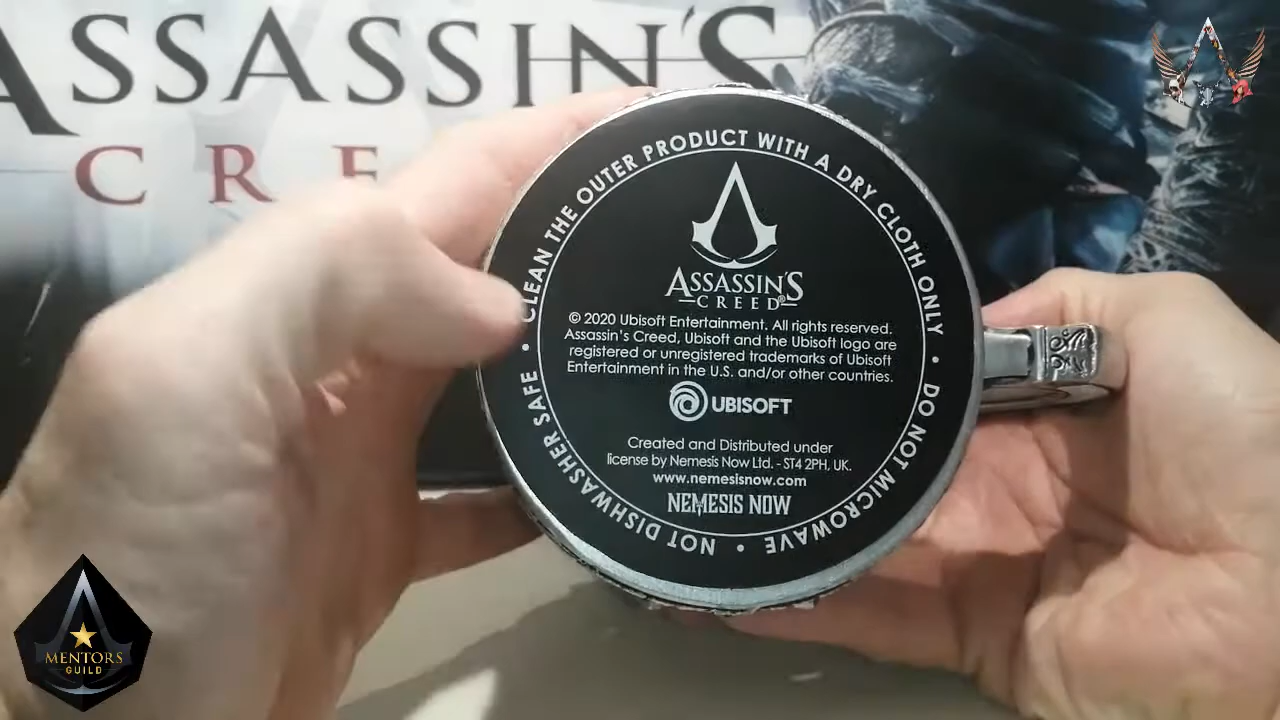 ASSASSIN'S
CRE
CLEAN THE OUTER PRODUCT WITH A DRY CLOTH ONLY • DO NOT MICROWAVE • NOT DISHWASHER SAFE •
ASSASSIN'S
CREED®
© 2020 Ubisoft Entertainment. All rights reserved.
Assassin's Creed, Ubisoft and the Ubisoft logo are
registered or unregistered trademarks of Ubisoft
Entertainment in the U.S. and/or other countries.
UBISOFT
Created and Distributed under
license by Nemesis Now Ltd. - ST4 2PH, UK.
www.nemesisnow.com
NEMESIS NOW
MENTORS
GUILD